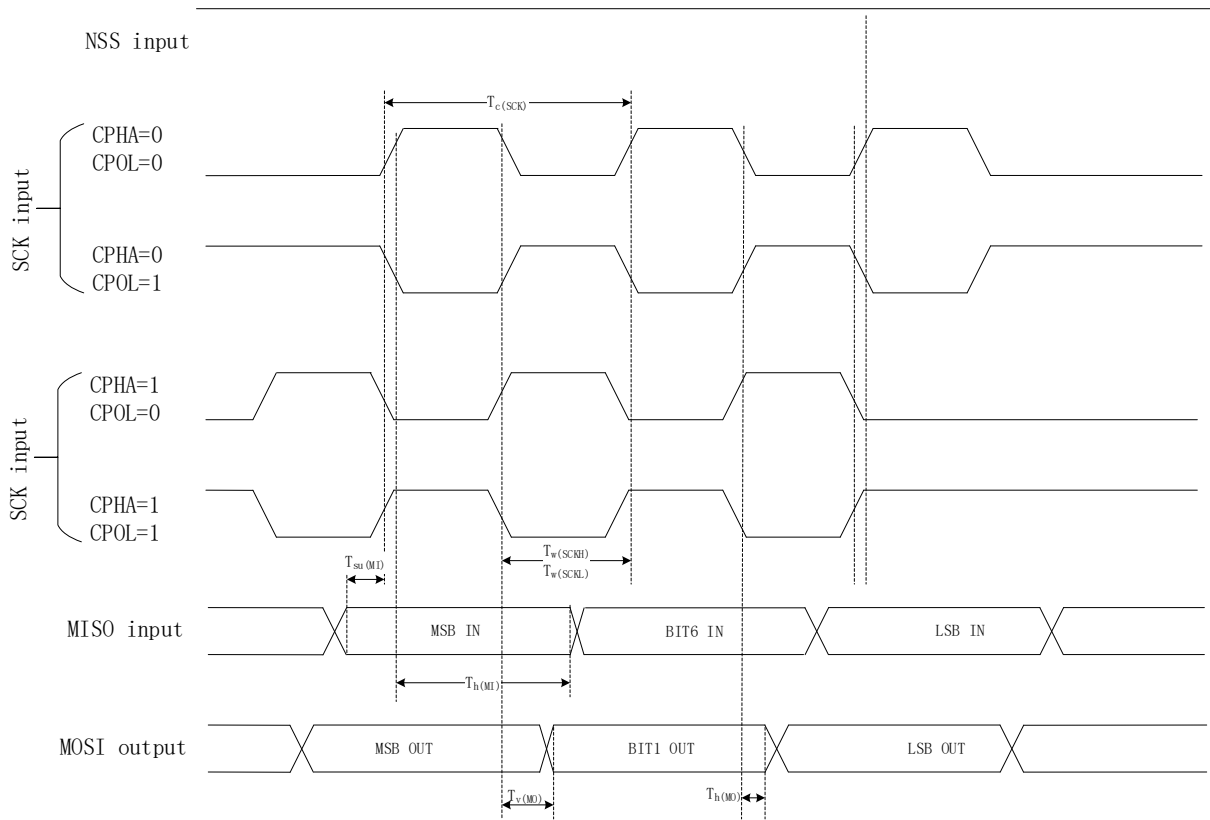 NSS input
Tc(SCK)
CPHA=0
CPOL=0
SCK input
CPHA=0
CPOL=1
CPHA=1
CPOL=0
SCK input
CPHA=1
CPOL=1
Tw(SCKH)
Tw(SCKL)
Tsu(MI)
MISO input
MSB IN
BIT6 IN
LSB IN
Th(MI)
MOSI output
MSB OUT
BIT1 OUT
LSB OUT
Tv(MO)
Th(MO)